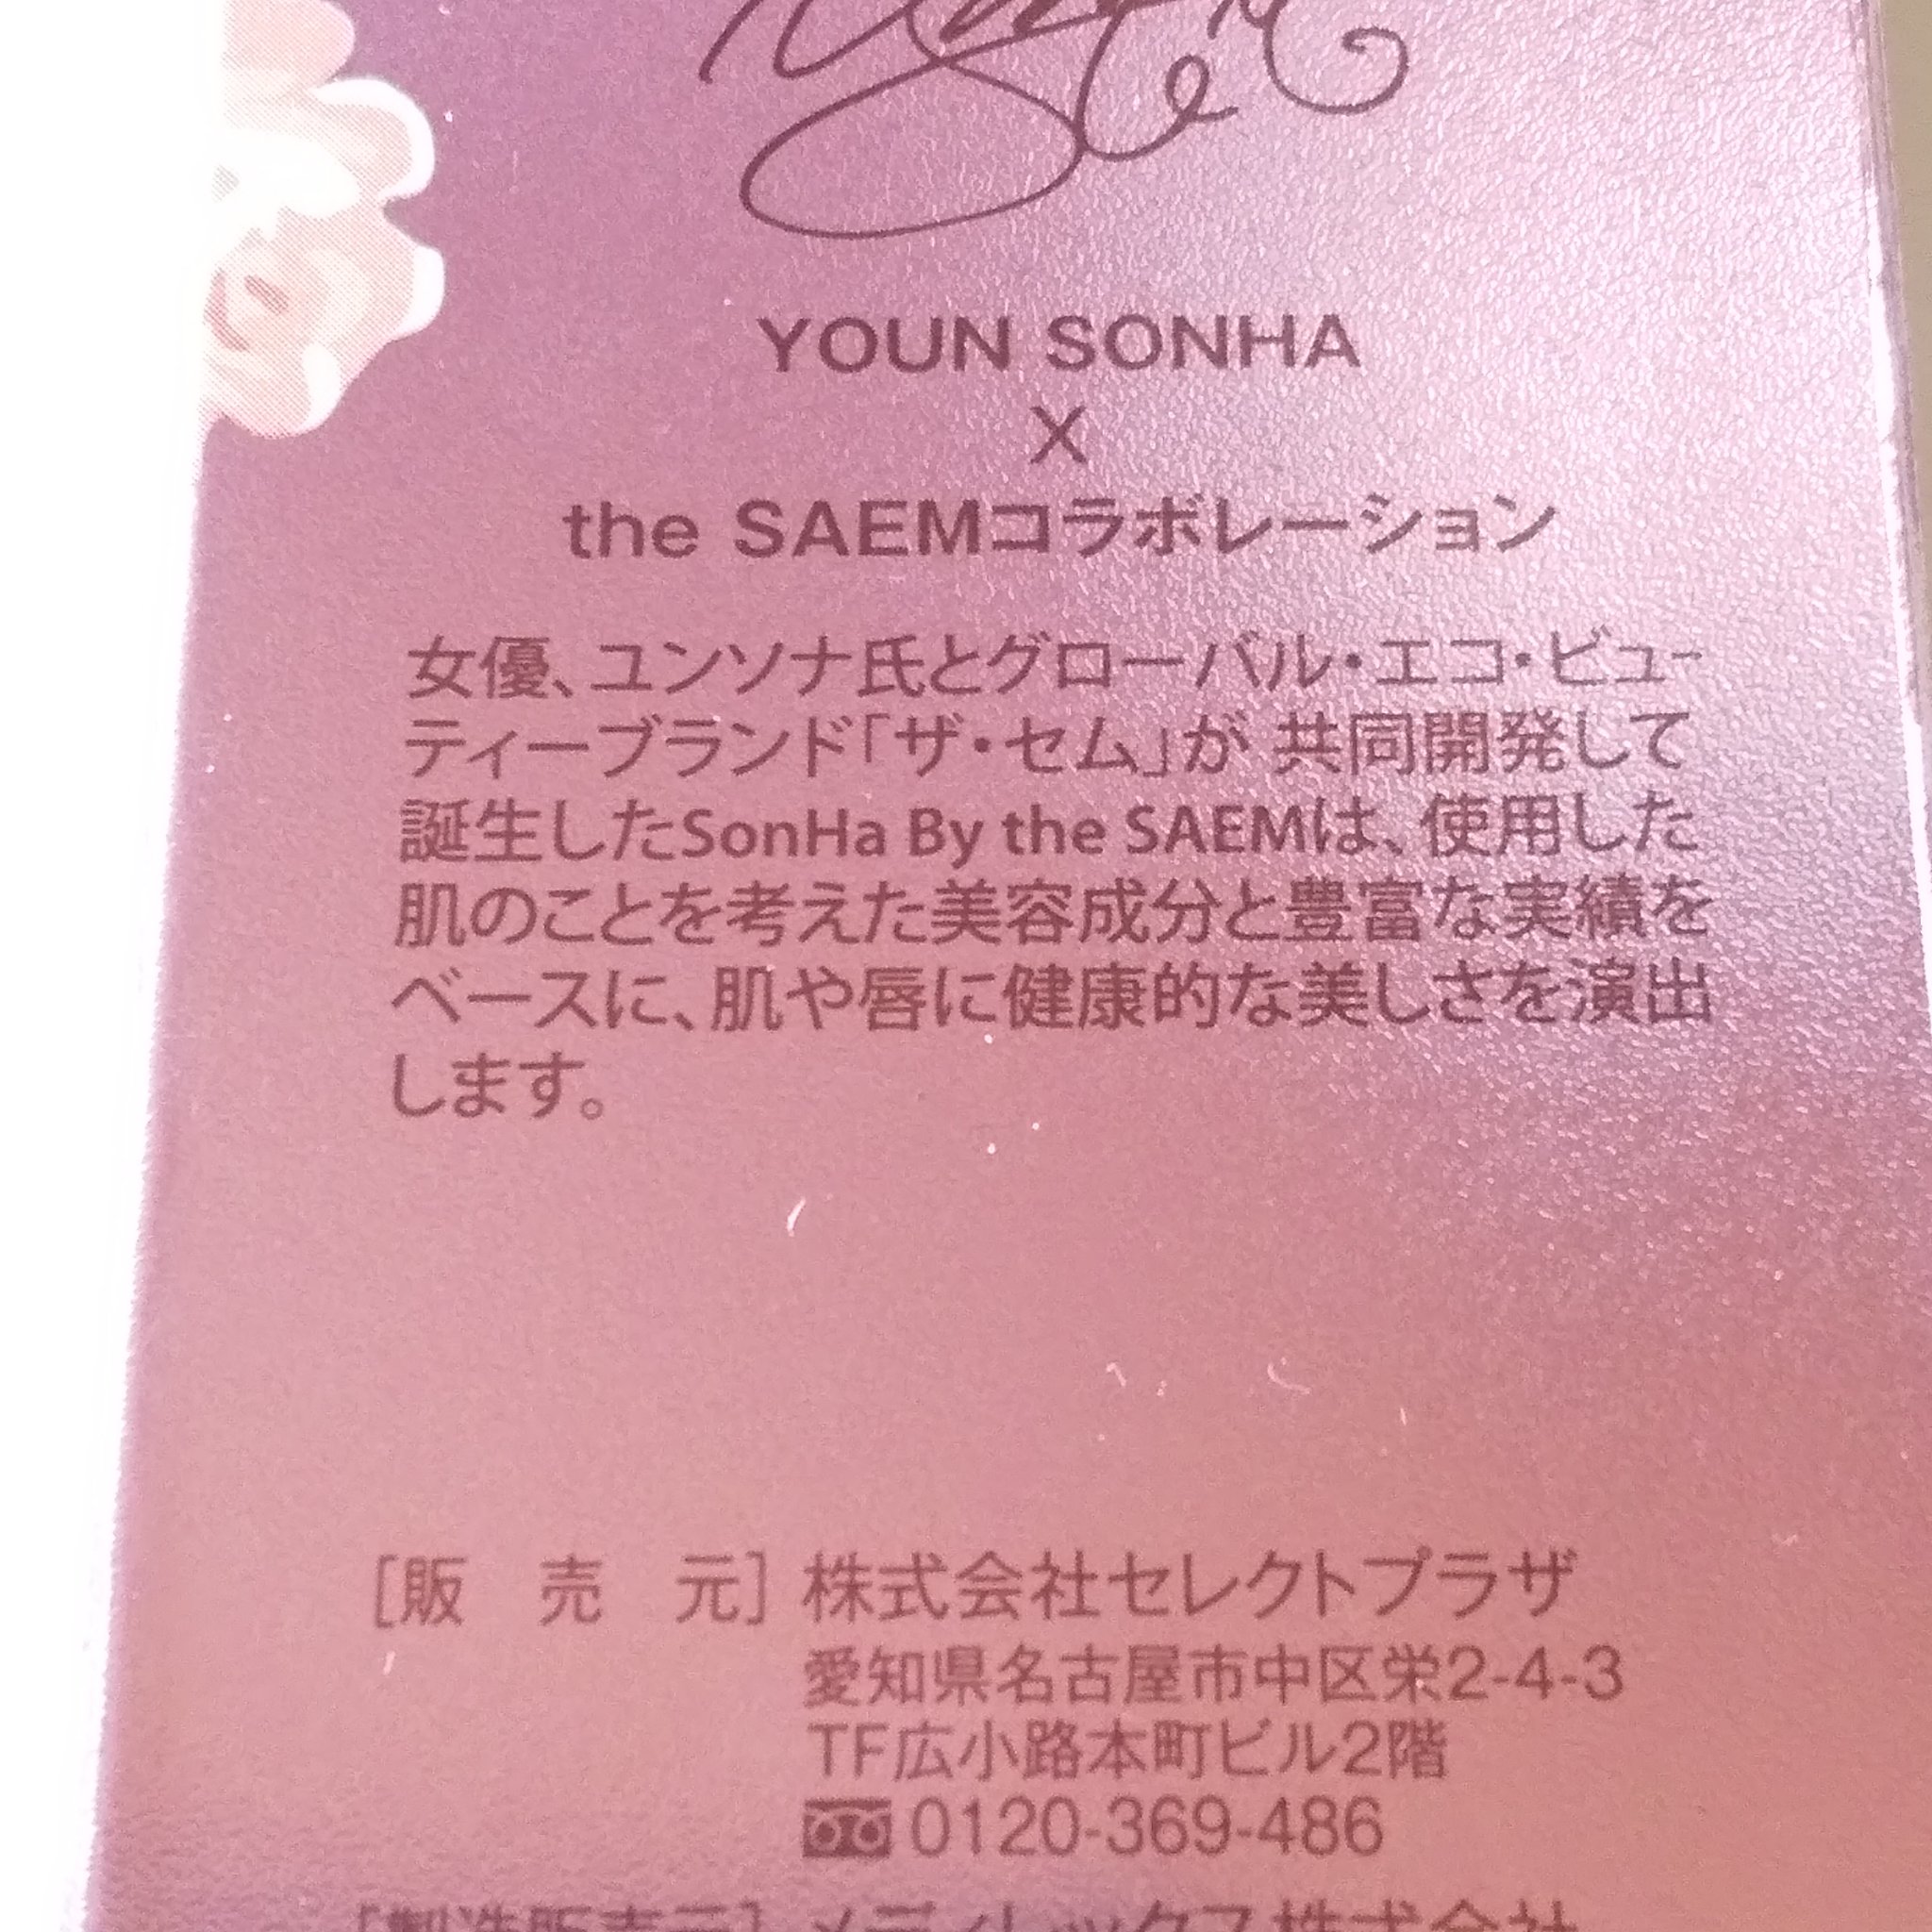 YOUN SONHA
X
the SAEMコラボレーション
女優、ユンソナ氏とグローバル・エコ・ビュー
ティーブランド「ザ・セム」が 共同開発して
誕生したSonHa By the SAEMは、使用した
肌のことを考えた美容成分と豊富な実績を
ベースに、肌や唇に健康的な美しさを演出
します。
［販 売 元］ 株式会社セレクトプラザ
愛知県名古屋市中区栄2-4-3
TF広小路本町ビル2階
0120-369-486
［製造販売元］